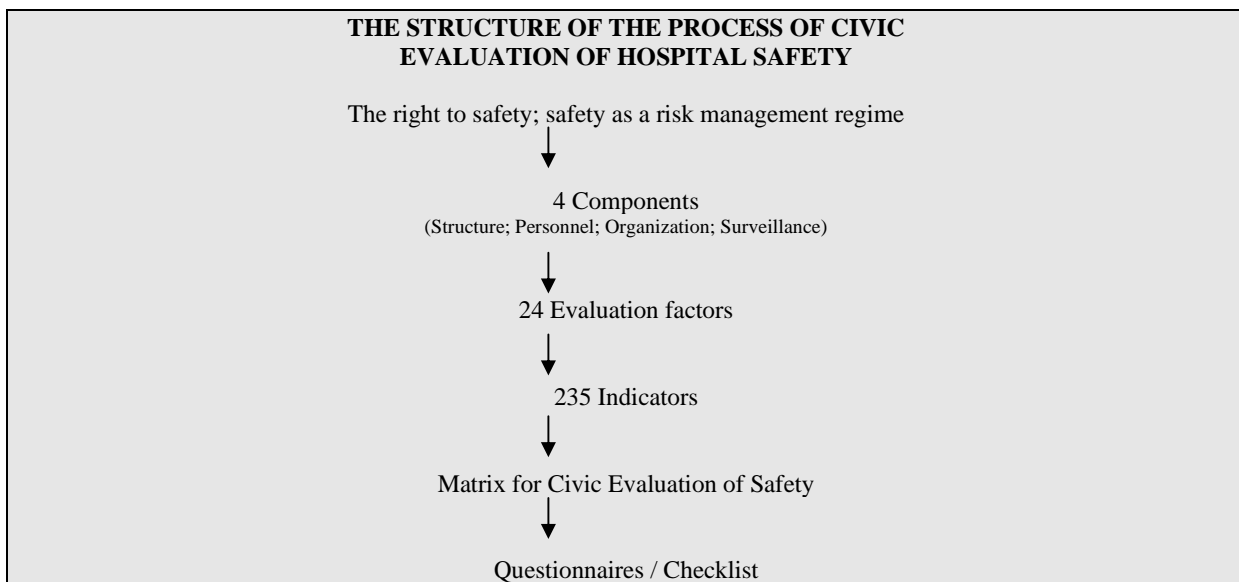 THE STRUCTURE OF THE PROCESS OF CIVIC
EVALUATION OF HOSPITAL SAFETY
The right to safety; safety as a risk management regime
4 Components
(Structure; Personnel; Organization; Surveillance)
24 Evaluation factors
235 Indicators
Matrix for Civic Evaluation of Safety
Questionnaires / Checklist